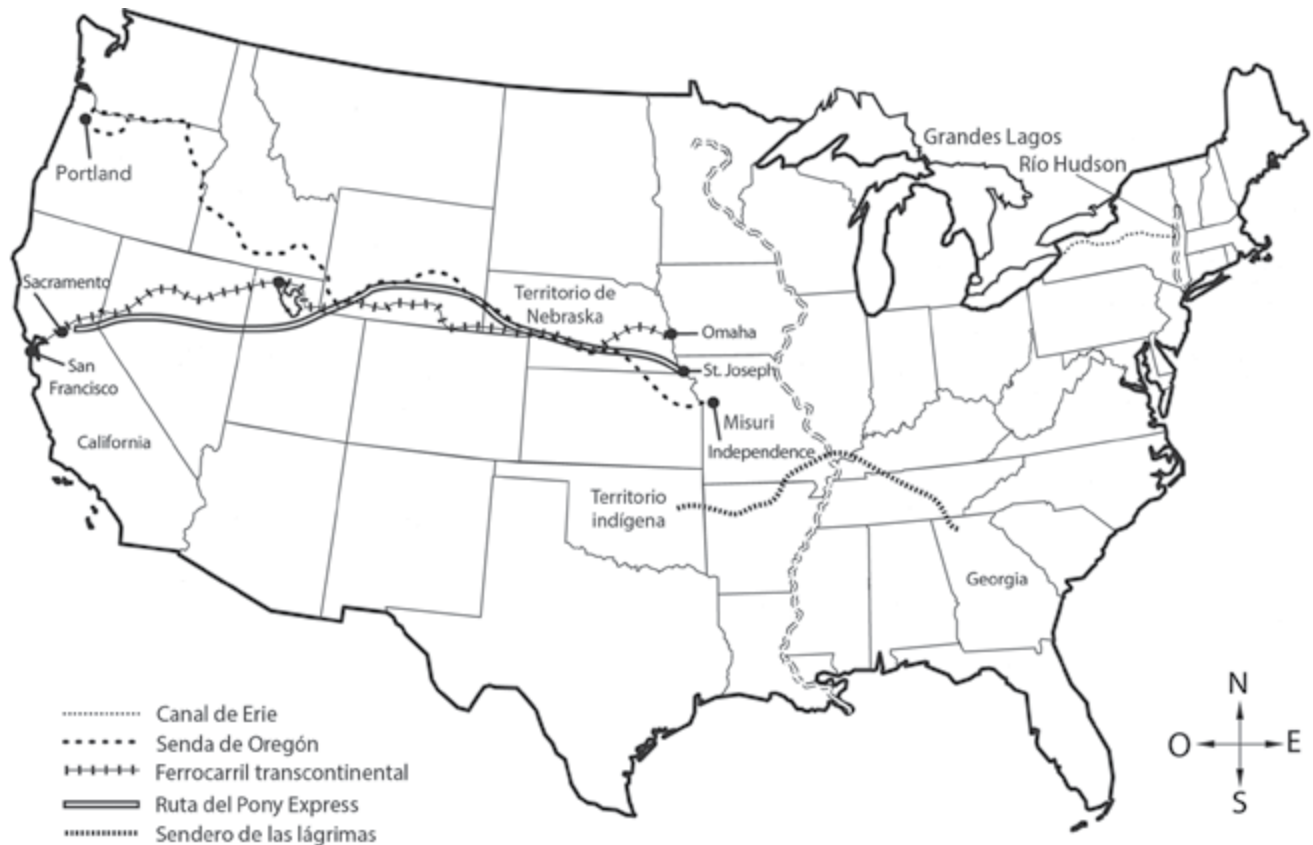 Grandes Lagos
Río Hudson
Portland
Sacramento
San
Francisco
California
Territorio de
Nebraska
Omaha
St. Joseph
Misuri
Independence
Territorio
indígena
Georgia
Canal de Erie
Senda de Oregón
Ferrocarril transcontinental
Ruta del Pony Express
Sendero de las lágrimas
N
O
E
S